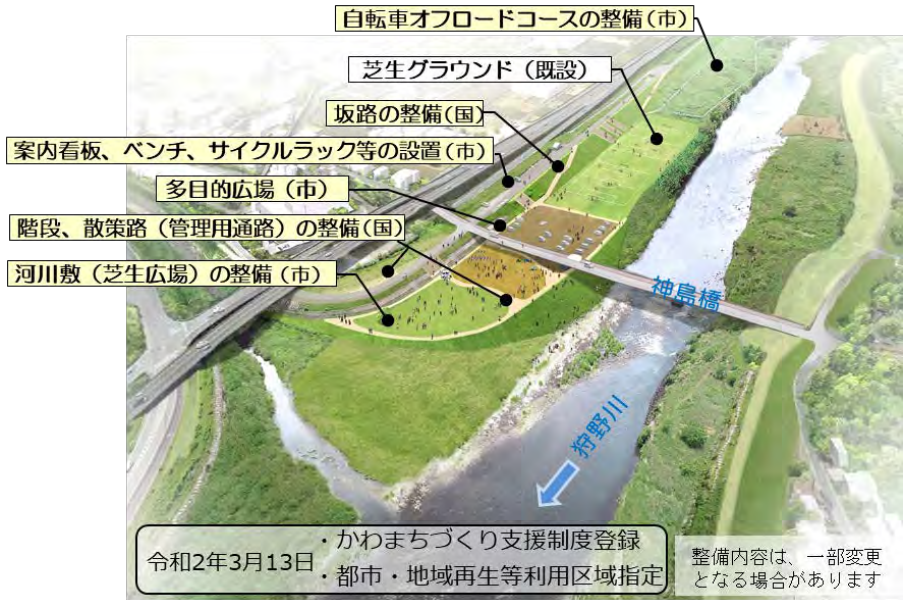 自転車オフロードコースの整備(市)
芝生グラウンド（既設）
坂路の整備(国)
案内看板、ベンチ、サイクルラック等の設置(市)
多目的広場（市）
階段、散策路（管理用通路）の整備(国)
河川敷（芝生広場）の整備（市）
神島橋
狩野川
令和2年3月13日
・かわまちづくり支援制度登録
・都市・地域再生等利用区域指定
整備内容は、一部変更
となる場合があります